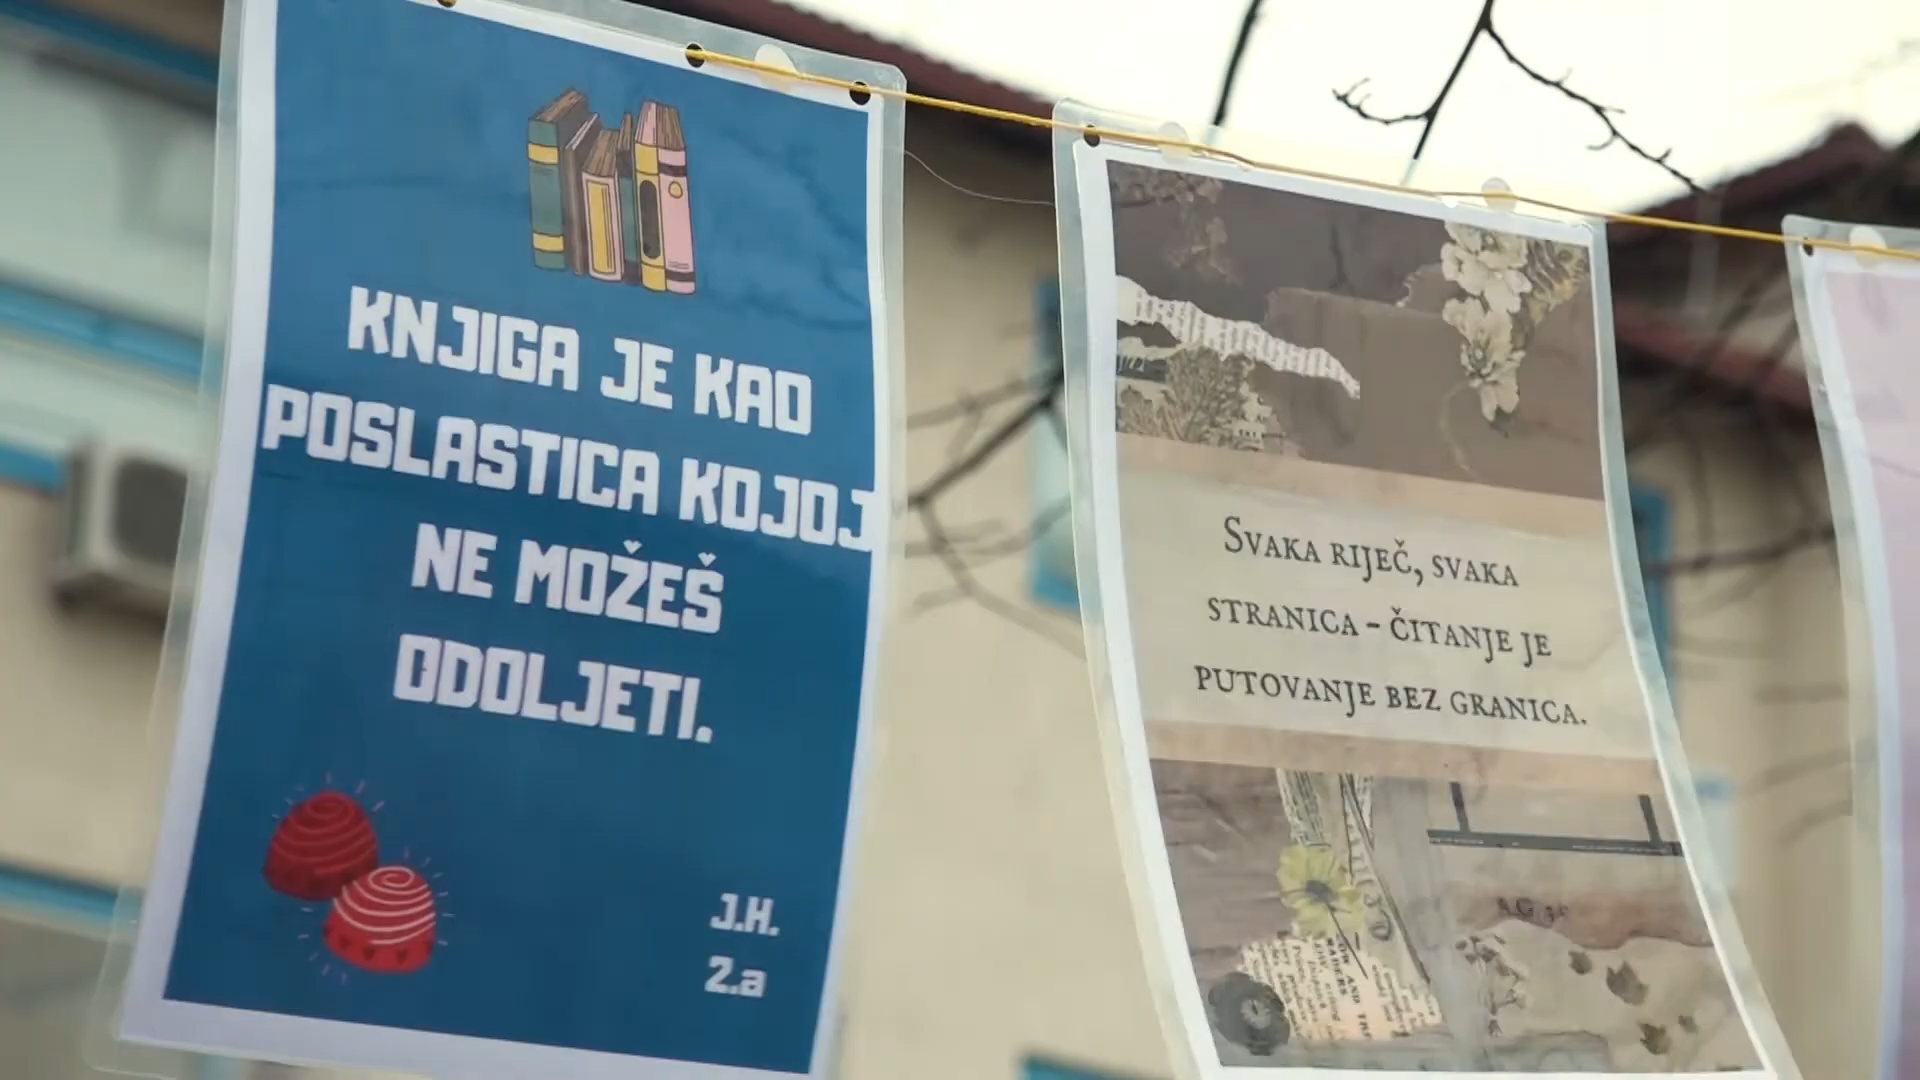 KNJIGA JE KAO
POSLASTICA KOJOJ
NE MOŽEŠ
ODOLJETI.
J.H.
2.a
SVAKA RIJEČ, SVAKA
STRANICA - ČITANJE JE
PUTOVANJE BEZ GRANICA.